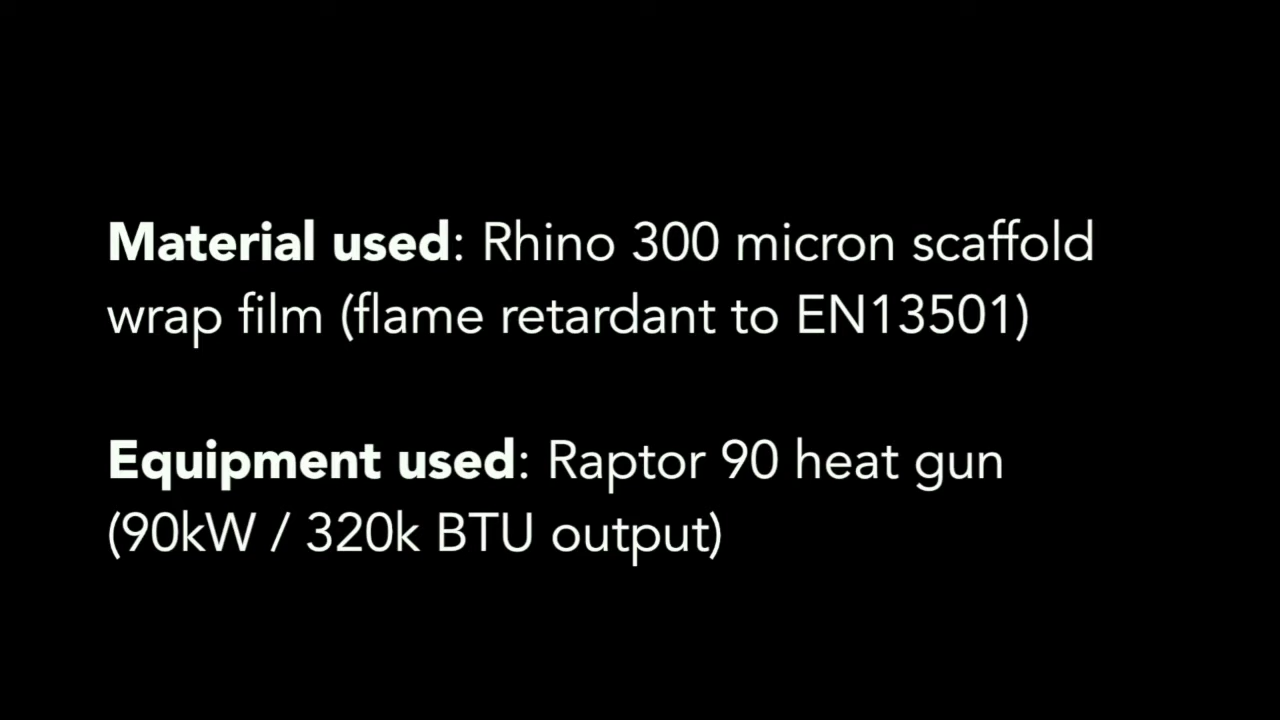 Material used: Rhino 300 micron scaffold
wrap film (flame retardant to EN13501)
Equipment used: Raptor 90 heat gun
(90kW / 320k BTU output)